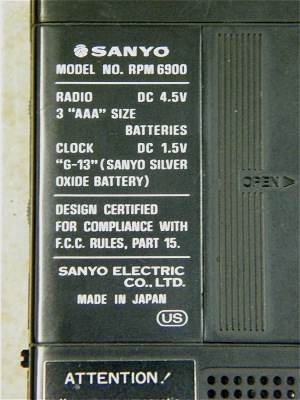 SANYO
MODEL NO. RPM 6900
RADIO DC 4.5V
3 "AAA" SIZE
BATTERIES
CLOCK DC 1.5V
"G-13" (SANYO SILVER
OXIDE BATTERY)
DESIGN CERTIFIED
FOR COMPLIANCE WITH
F.C.C. RULES, PART 15.
SANYO ELECTRIC
CO., LTD.
MADE IN JAPAN
US
OPEN
ATTENTION!